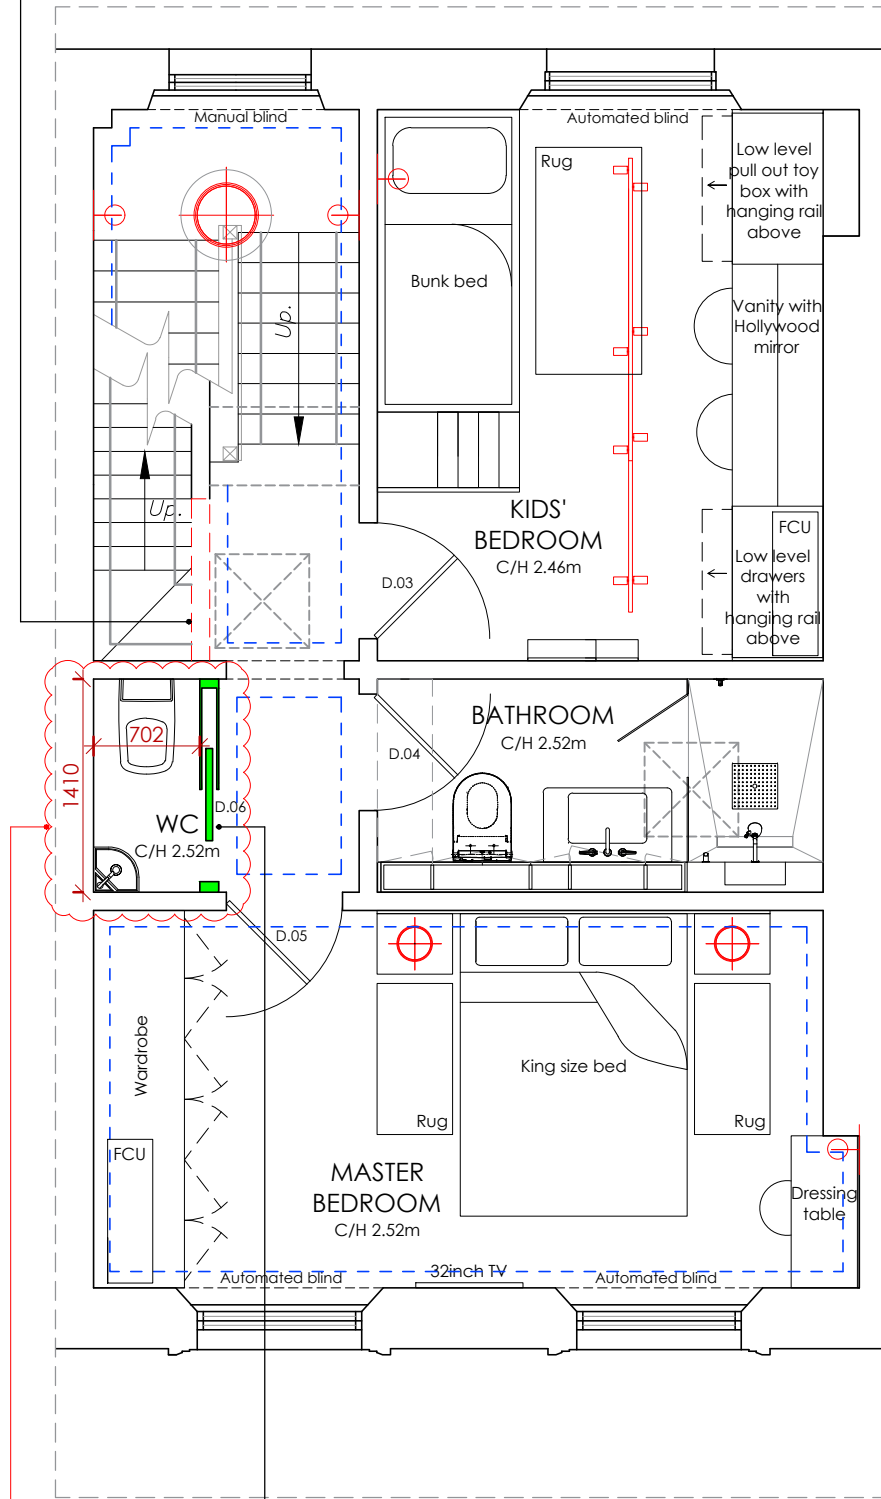 Manual blind
Automated blind
Rug
Low level
pull out toy
box with
hanging rail
above
Bunk bed
Up.
Vanity with
Hollywood
mirror
Up.
KIDS'
BEDROOM
C/H 2.46m
FCU
Low level
drawers
with
hanging rail
above
D.03
702
1410
WC
C/H 2.52m
D.06
BATHROOM
C/H 2.52m
D.04
D.05
Wardrobe
King size bed
Rug
Rug
FCU
MASTER
BEDROOM
C/H 2.52m
Dressing
table
Automated blind
32inch TV
Automated blind